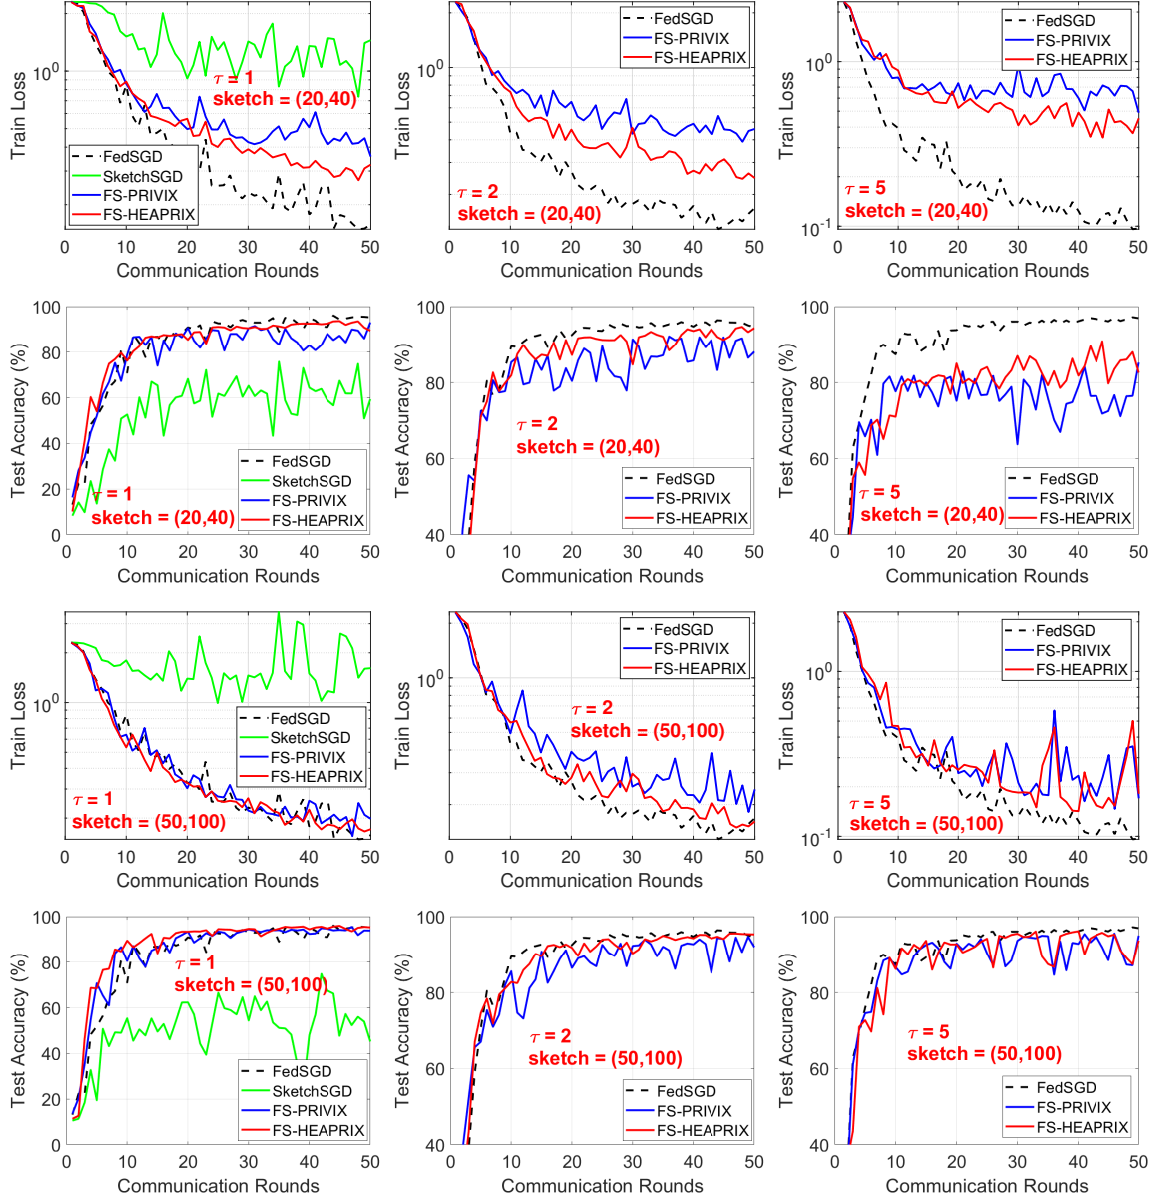 Train Loss
10^0
τ = 1
sketch = (20,40)
FedSGD
SketchSGD
FS-PRIVIX
FS-HEAPRIX
0 10 20 30 40 50
Communication Rounds
Train Loss
10^0
FedSGD
FS-PRIVIX
FS-HEAPRIX
τ = 2
sketch = (20,40)
0 10 20 30 40 50
Communication Rounds
Train Loss
10^0
10^-1
FedSGD
FS-PRIVIX
FS-HEAPRIX
τ = 5
sketch = (20,40)
0 10 20 30 40 50
Communication Rounds
Test Accuracy (%)
100
80
60
40
20
0
FedSGD
SketchSGD
FS-PRIVIX
FS-HEAPRIX
τ = 1
sketch = (20,40)
0 10 20 30 40 50
Communication Rounds
Test Accuracy (%)
100
80
60
40
τ = 2
sketch = (20,40)
FedSGD
FS-PRIVIX
FS-HEAPRIX
0 10 20 30 40 50
Communication Rounds
Test Accuracy (%)
100
80
60
40
FedSGD
FS-PRIVIX
FS-HEAPRIX
τ = 5
sketch = (20,40)
0 10 20 30 40 50
Communication Rounds
Train Loss
10^0
FedSGD
SketchSGD
FS-PRIVIX
FS-HEAPRIX
τ = 1
sketch = (50,100)
0 10 20 30 40 50
Communication Rounds
Train Loss
10^0
FedSGD
FS-PRIVIX
FS-HEAPRIX
τ = 2
sketch = (50,100)
0 10 20 30 40 50
Communication Rounds
Train Loss
10^0
10^-1
FedSGD
FS-PRIVIX
FS-HEAPRIX
τ = 5
sketch = (50,100)
0 10 20 30 40 50
Communication Rounds
Test Accuracy (%)
100
80
60
40
20
0
τ = 1
sketch = (50,100)
FedSGD
SketchSGD
FS-PRIVIX
FS-HEAPRIX
0 10 20 30 40 50
Communication Rounds
Test Accuracy (%)
100
80
60
40
τ = 2
sketch = (50,100)
FedSGD
FS-PRIVIX
FS-HEAPRIX
0 10 20 30 40 50
Communication Rounds
Test Accuracy (%)
100
80
60
40
τ = 5
sketch = (50,100)
FedSGD
FS-PRIVIX
FS-HEAPRIX
0 10 20 30 40 50
Communication Rounds